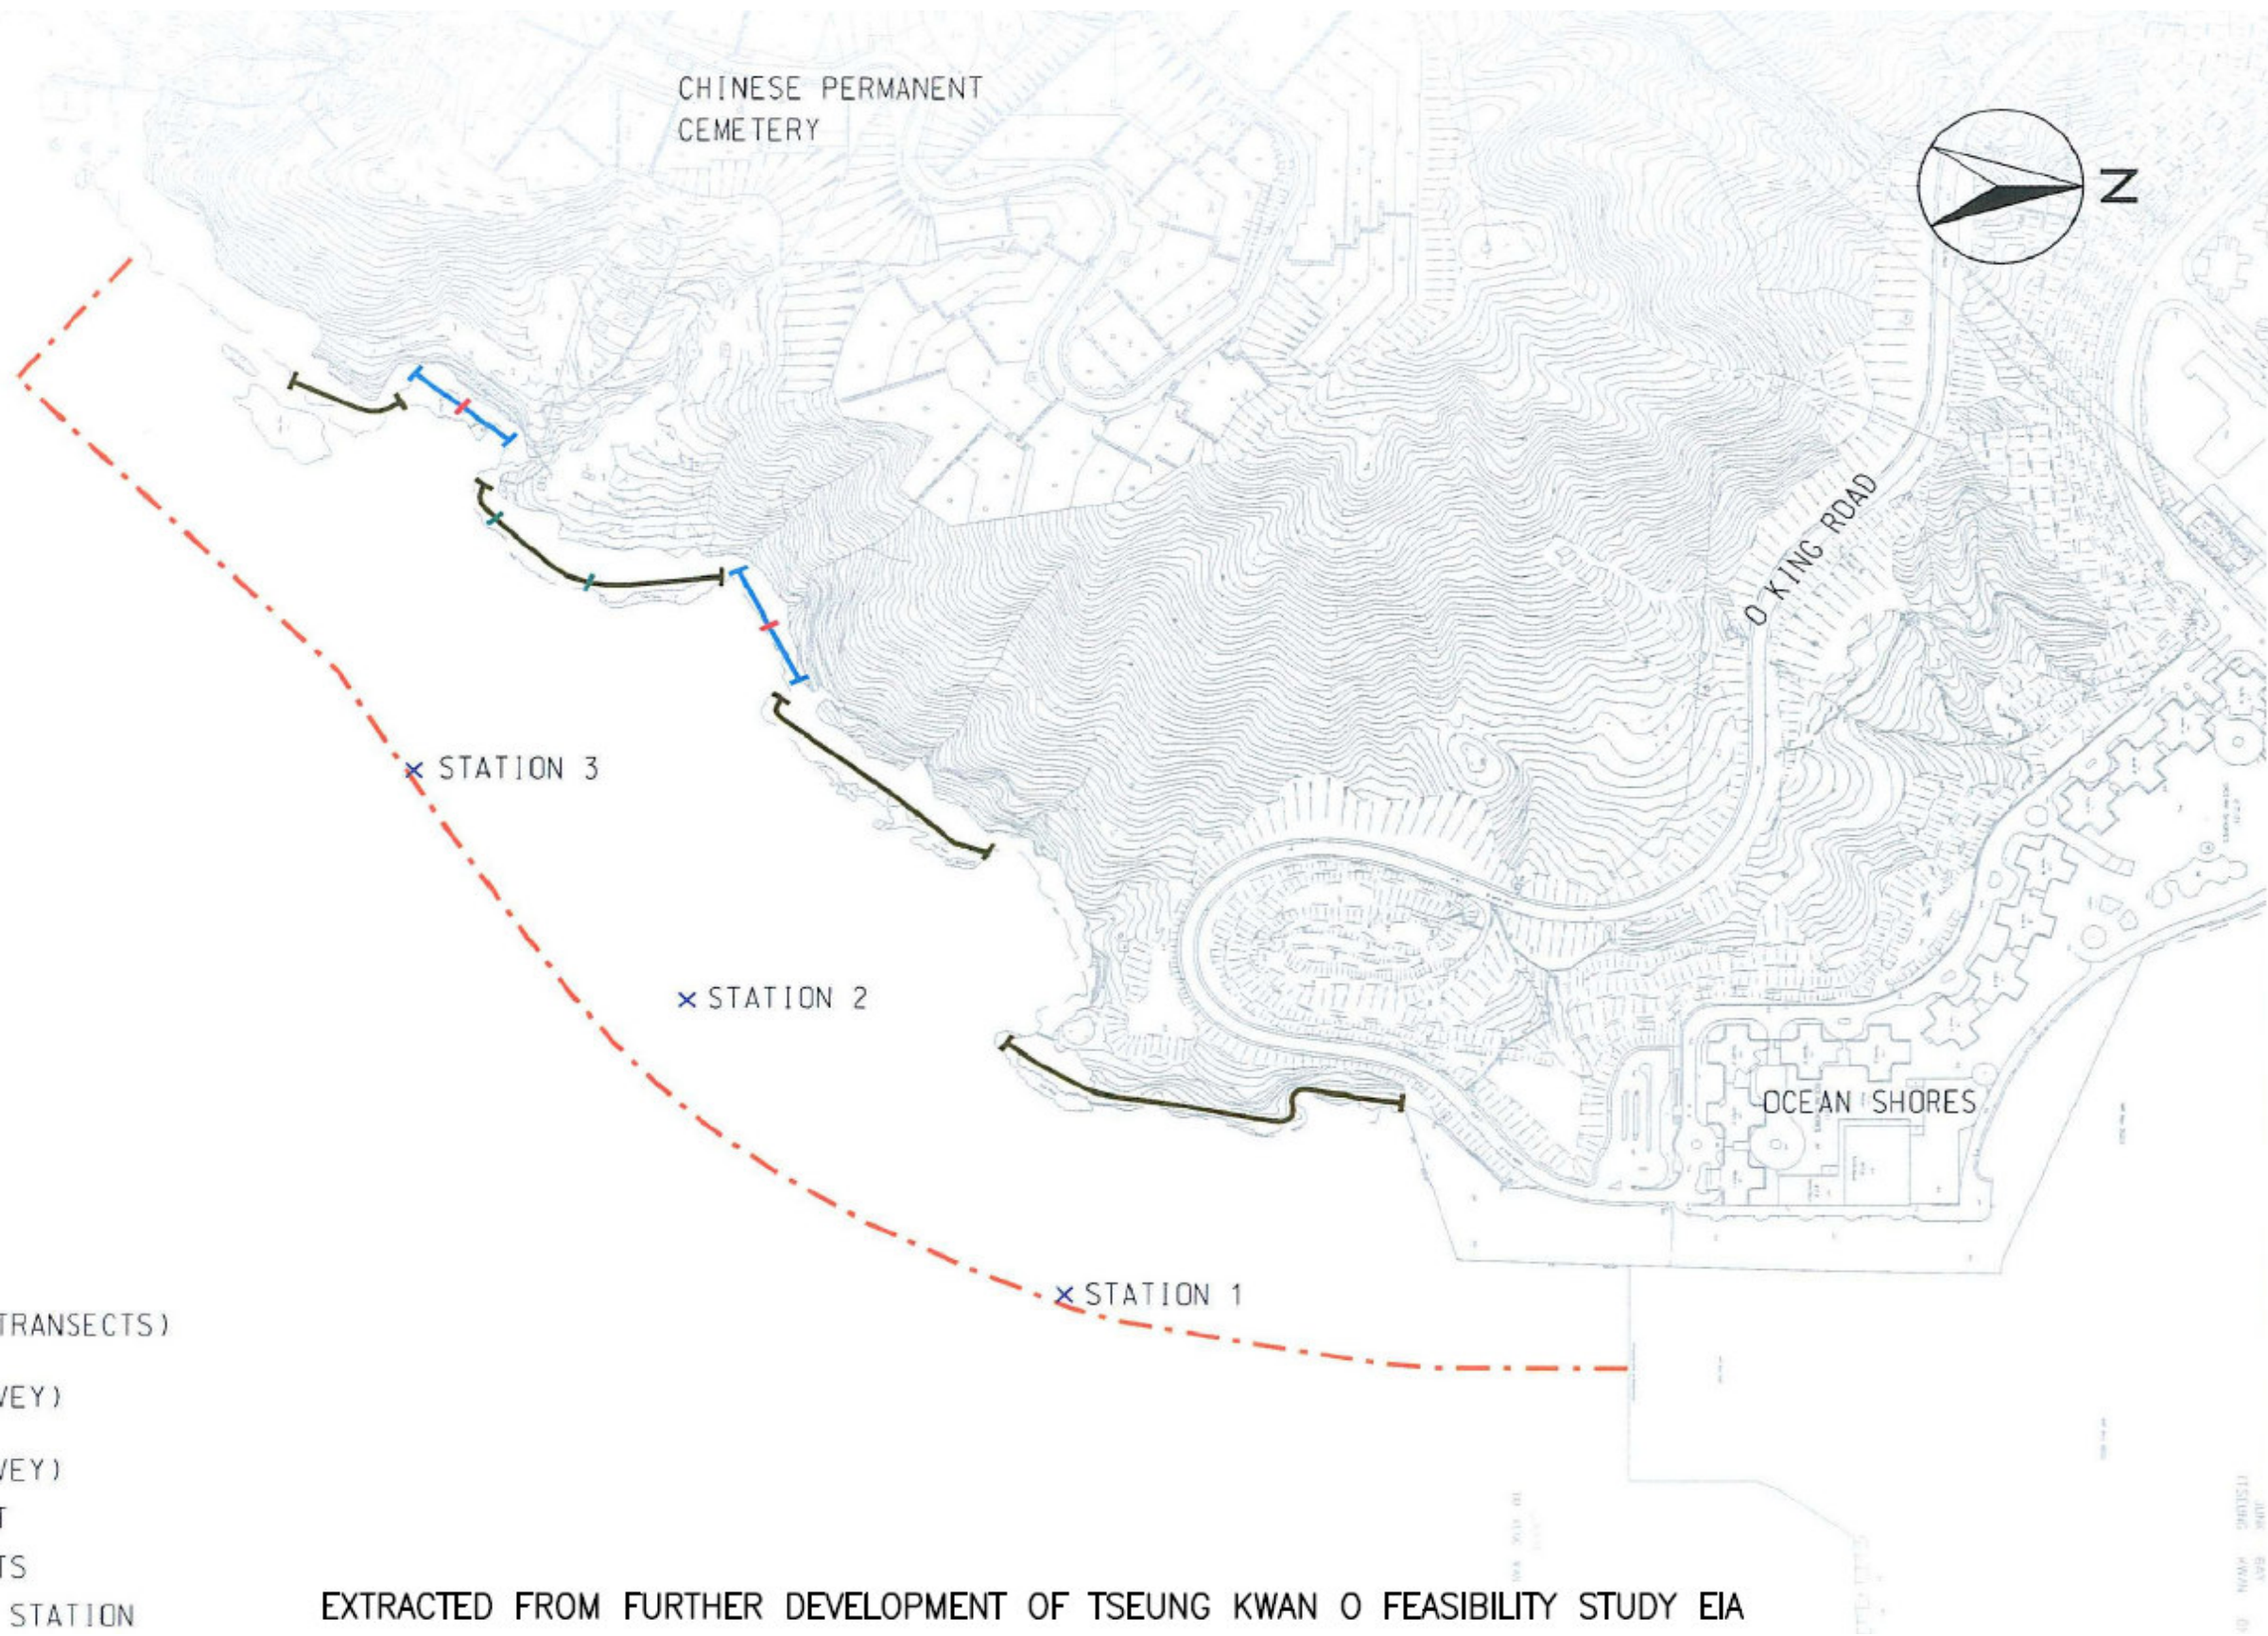 CHINESE PERMANENT
CEMETERY
N
O KING ROAD
STATION 3
STATION 2
OCEAN SHORES
STATION 1
TRANSECTS)
VEY)
VEY)
T
TS
STATION
EXTRACTED FROM FURTHER DEVELOPMENT OF TSEUNG KWAN O FEASIBILITY STUDY EIA